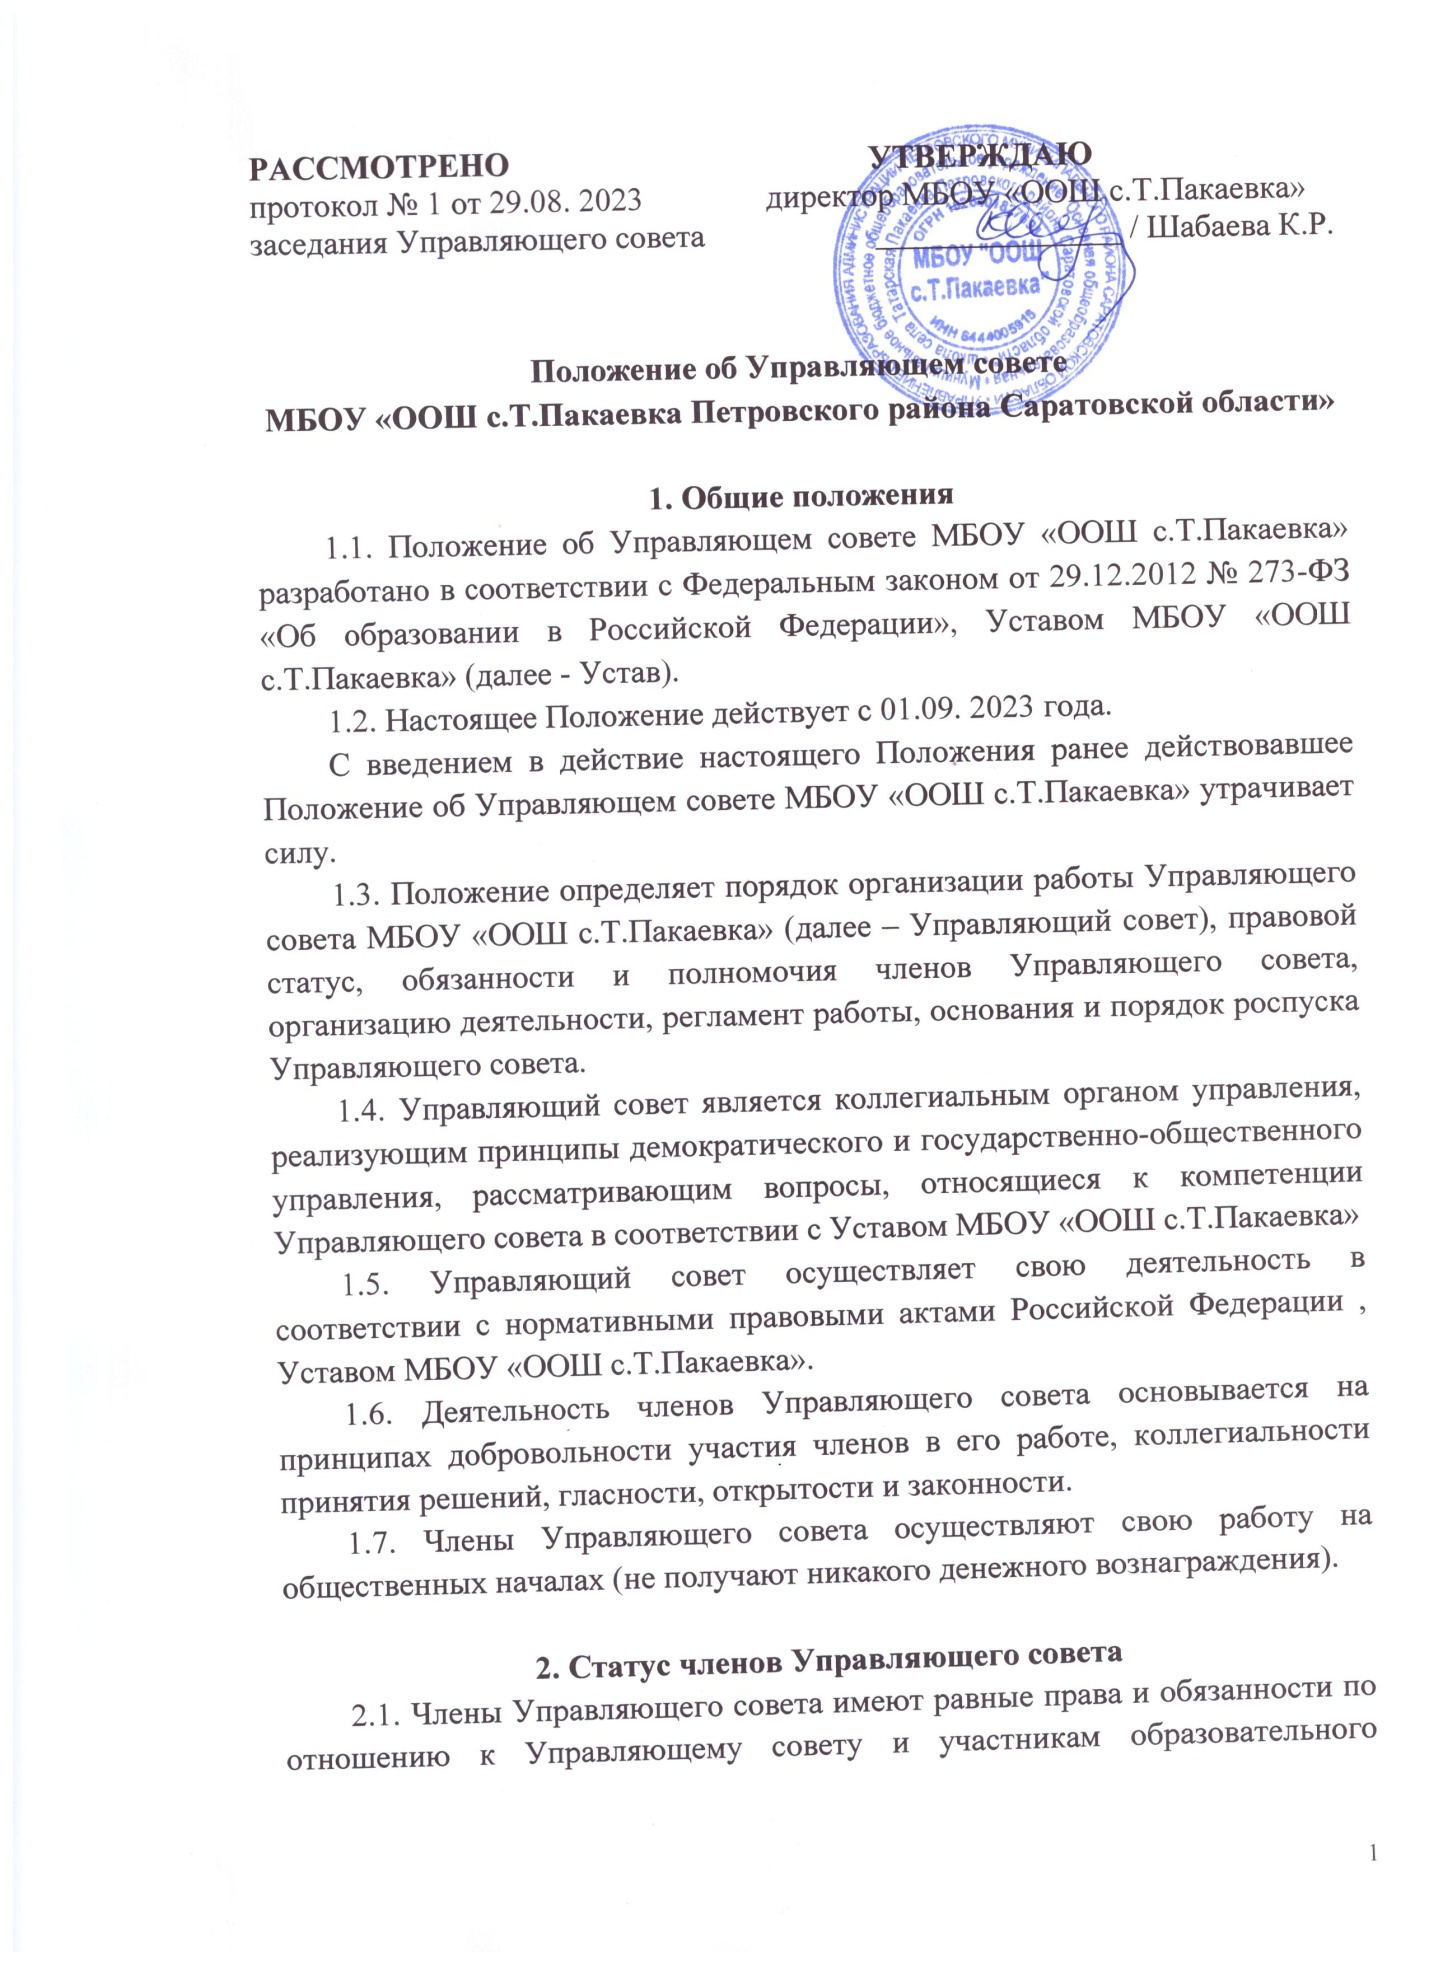 РАССМОТРЕНО
протокол № 1 от 29.08. 2023
заседания Управляющего совета
УТВЕРЖДАЮ
директор МБОУ «ООШ с.Т.Пакаевка»
/ Шабаева К.Р.
МБОУ "ООШ
с.Т.Пакаевка"
ИНН 6444005915
Положение об Управляющем совете
МБОУ «ООШ с.Т.Пакаевка Петровского района Саратовской области»
1. Общие положения
1.1. Положение об Управляющем совете МБОУ «ООШ с.Т.Пакаевка»
разработано в соответствии с Федеральным законом от 29.12.2012 № 273-ФЗ
«Об образовании в Российской Федерации», Уставом МБОУ «ООШ
с.Т.Пакаевка» (далее - Устав).
1.2. Настоящее Положение действует с 01.09. 2023 года.
С введением в действие настоящего Положения ранее действовавшее
Положение об Управляющем совете МБОУ «ООШ с.Т.Пакаевка» утрачивает
силу.
1.3. Положение определяет порядок организации работы Управляющего
совета МБОУ «ООШ с.Т.Пакаевка» (далее – Управляющий совет), правовой
статус, обязанности и полномочия членов Управляющего совета,
организацию деятельности, регламент работы, основания и порядок роспуска
Управляющего совета.
1.4. Управляющий совет является коллегиальным органом управления,
реализующим принципы демократического и государственно-общественного
управления, рассматривающим вопросы, относящиеся к компетенции
Управляющего совета в соответствии с Уставом МБОУ «ООШ с.Т.Пакаевка»
1.5. Управляющий совет осуществляет свою деятельность в
соответствии с нормативными правовыми актами Российской Федерации ,
Уставом МБОУ «ООШ с.Т.Пакаевка».
1.6. Деятельность членов Управляющего совета основывается на
принципах добровольности участия членов в его работе, коллегиальности
принятия решений, гласности, открытости и законности.
1.7. Члены Управляющего совета осуществляют свою работу на
общественных началах (не получают никакого денежного вознаграждения).
2. Статус членов Управляющего совета
2.1. Члены Управляющего совета имеют равные права и обязанности по
отношению к Управляющему совету и участникам образовательного
1